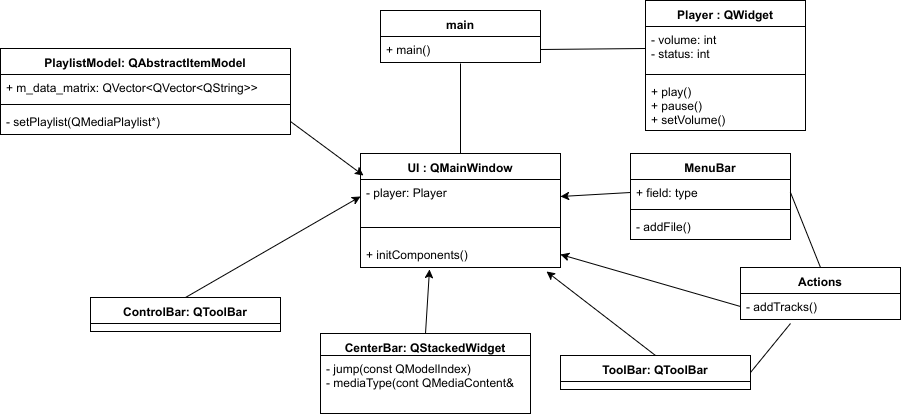 main
+ main()
Player : QWidget
- volume: int
- status: int
+ play()
+ pause()
+ setVolume()
PlaylistModel: QAbstractItemModel
+ m_data_matrix: QVector<QVector<QString>>
- setPlaylist(QMediaPlaylist*)
UI : QMainWindow
- player: Player
+ initComponents()
MenuBar
+ field: type
- addFile()
Actions
- addTracks()
ControlBar: QToolBar
CenterBar: QStackedWidget
- jump(const QModelIndex)
- mediaType(cont QMediaContent&
ToolBar: QToolBar